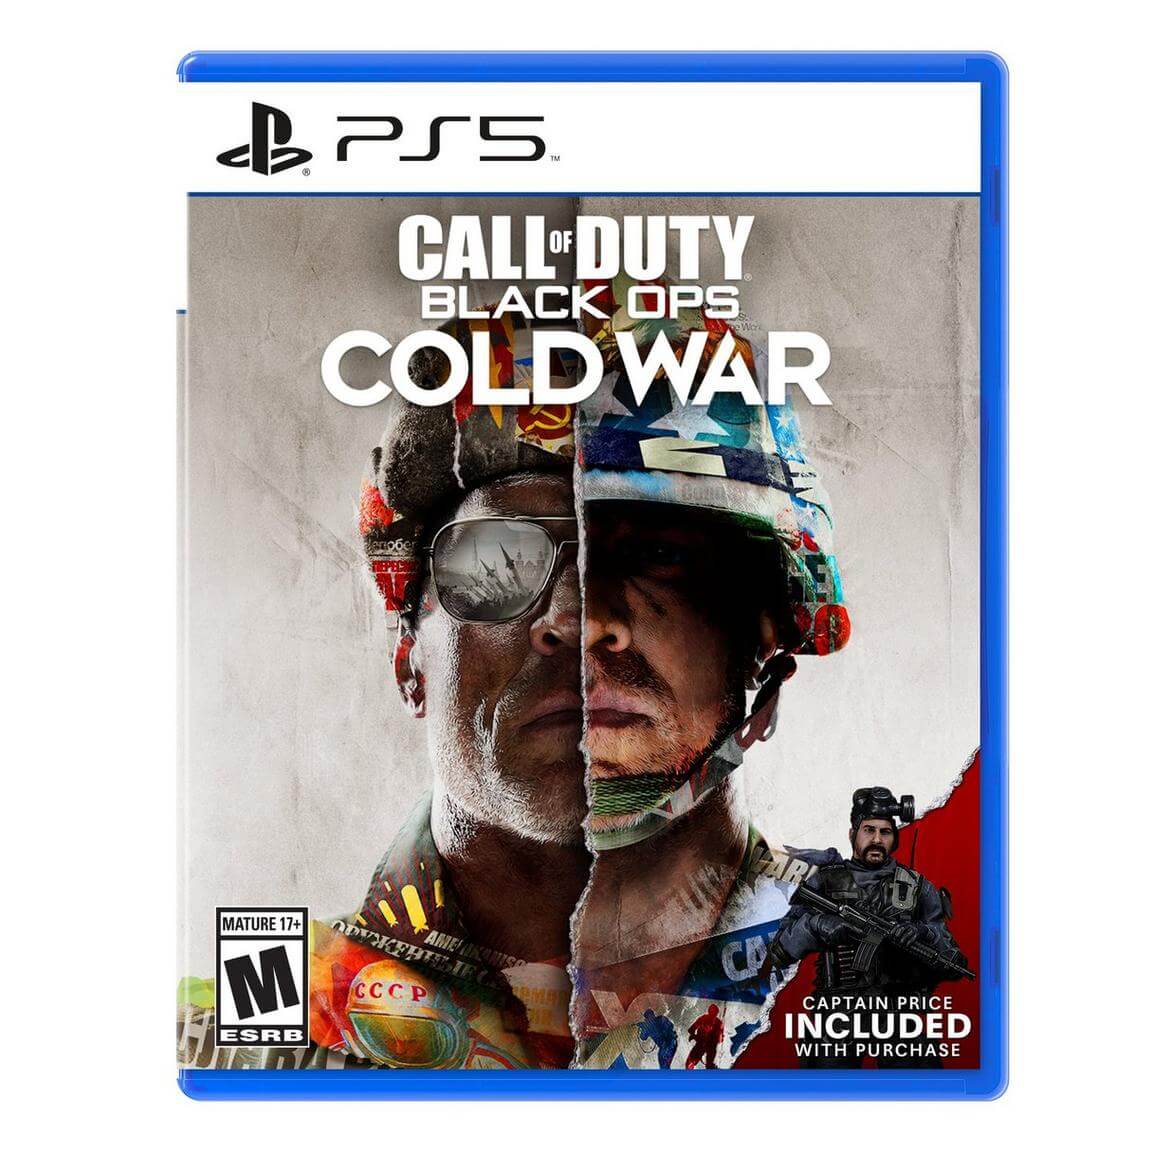 PS5
CALL OF DUTY
BLACK OPS
COLD WAR
CCCP
MATURE 17+
M
ESRB
CAPTAIN PRICE
INCLUDED
WITH PURCHASE